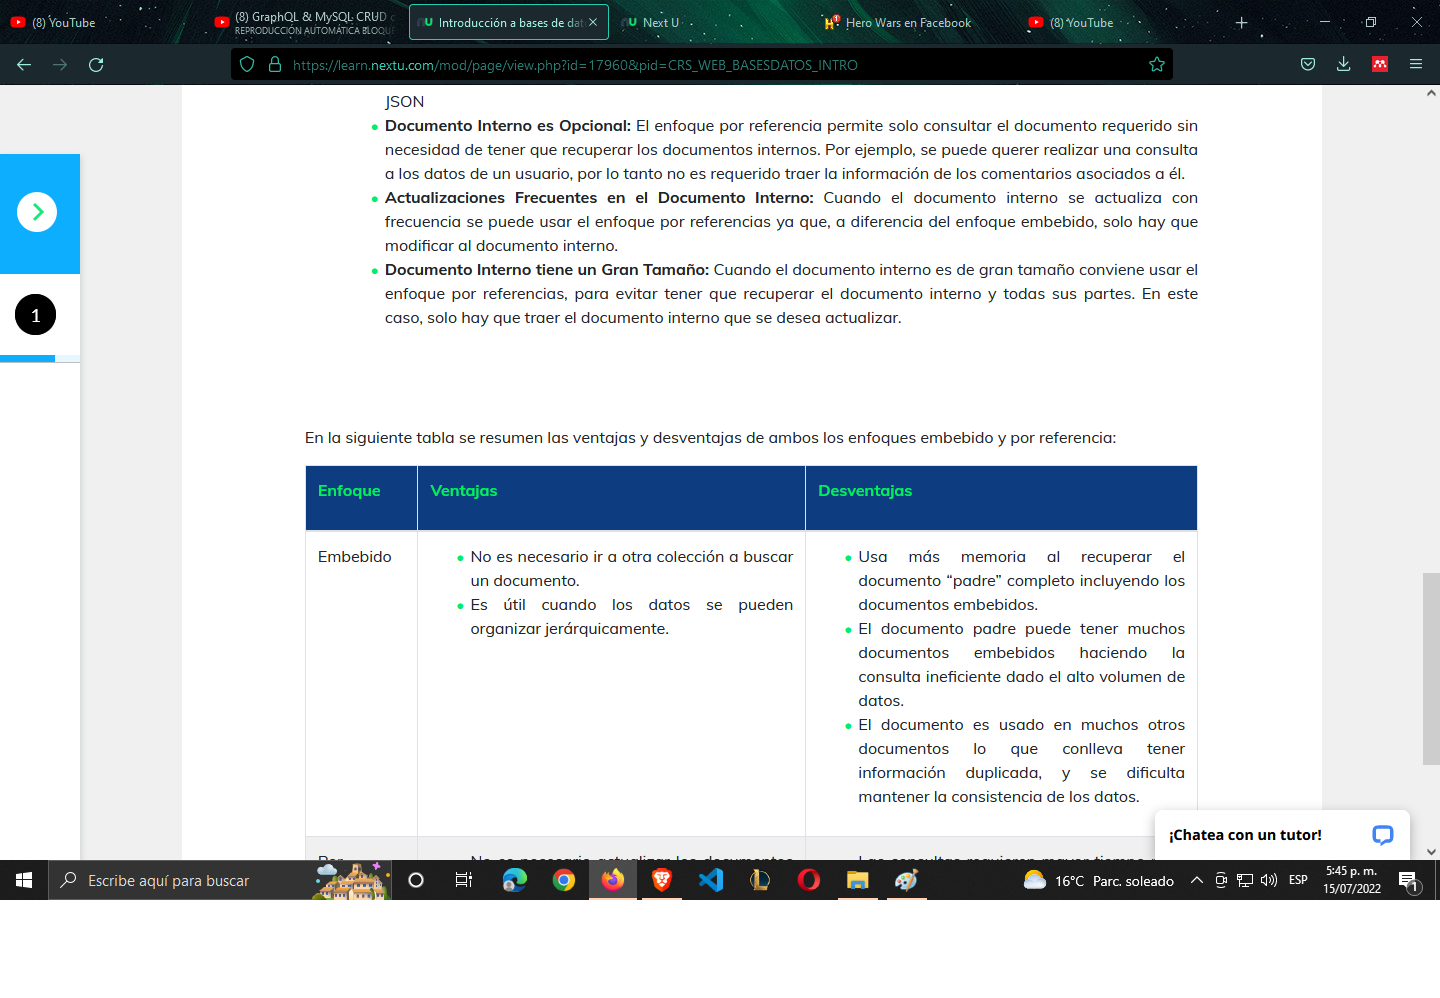 (8) YouTube
(8) GraphQL & MySQL CRUD
REPRODUCCIÓN AUTOMÁTICA BLOQUE
Introducción a bases de dat
Next U
Hero Wars en Facebook
(8) YouTube
https://learn.nextu.com/mod/page/view.php?id=17960&pid=CRS_WEB_BASESDATOS_INTRO
JSON
Documento Interno es Opcional: El enfoque por referencia permite solo consultar el documento requerido sin
necesidad de tener que recuperar los documentos internos. Por ejemplo, se puede querer realizar una consulta
a los datos de un usuario, por lo tanto no es requerido traer la información de los comentarios asociados a él.
Actualizaciones Frecuentes en el Documento Interno: Cuando el documento interno se actualiza con
frecuencia se puede usar el enfoque por referencias ya que, a diferencia del enfoque embebido, solo hay que
modificar al documento interno.
Documento Interno tiene un Gran Tamaño: Cuando el documento interno es de gran tamaño conviene usar el
enfoque por referencias, para evitar tener que recuperar el documento interno y todas sus partes. En este
caso, solo hay que traer el documento interno que se desea actualizar.
1
En la siguiente tabla se resumen las ventajas y desventajas de ambos los enfoques embebido y por referencia:
Enfoque
Ventajas
Desventajas
Embebido
No es necesario ir a otra colección a buscar
un documento.
Es útil cuando los datos se pueden
organizar jerárquicamente.
Usa más memoria al recuperar el
documento “padre” completo incluyendo los
documentos embebidos.
El documento padre puede tener muchos
documentos embebidos haciendo la
consulta ineficiente dado el alto volumen de
datos.
El documento es usado en muchos otros
documentos lo que conlleva tener
información duplicada, y se dificulta
mantener la consistencia de los datos.
Por
No es necesario actualizar los documentos
Las consultas requieren mayor tiempo
¡Chatea con un tutor!
Escribe aquí para buscar
16°C Parc. soleado
ESP
5:45 p. m.
15/07/2022
1